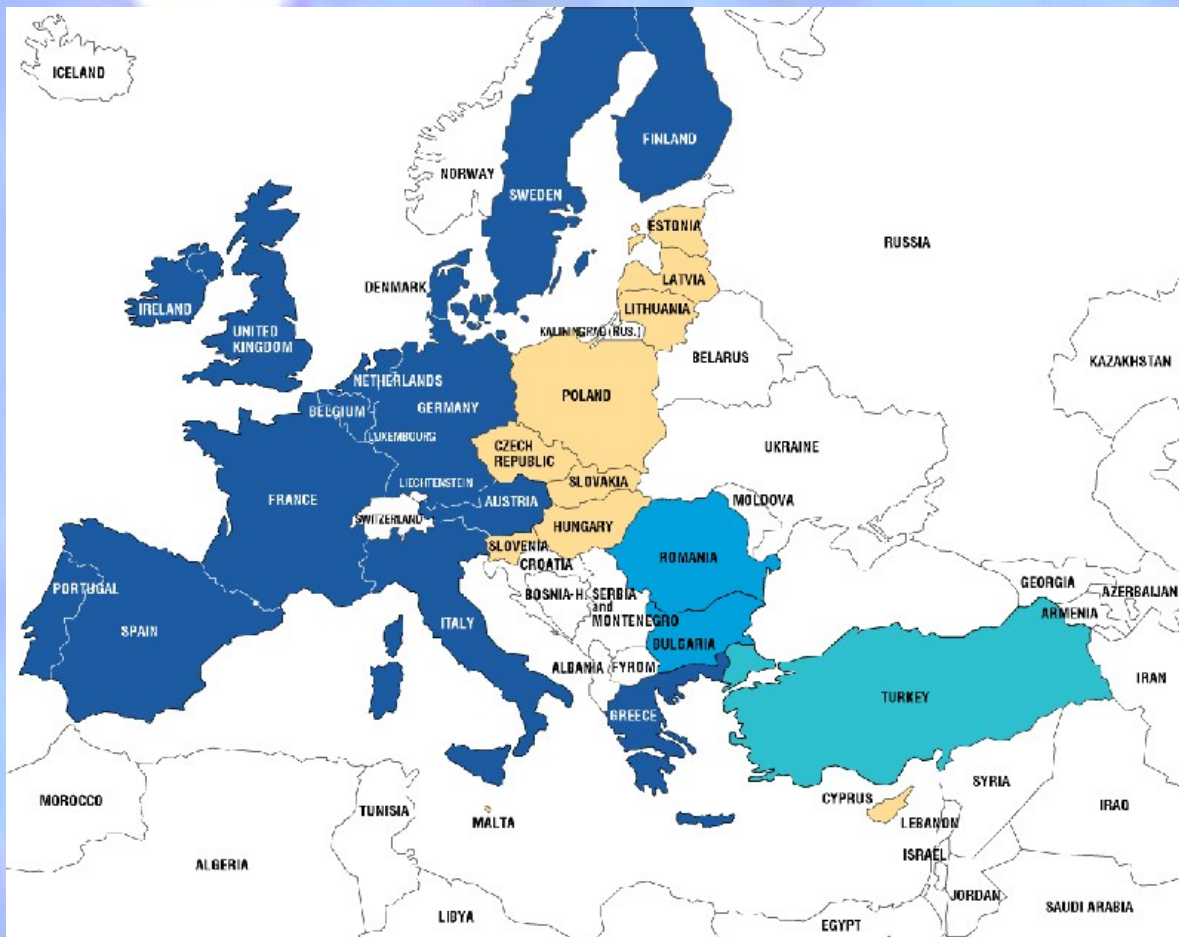 ICELAND
FINLAND
NORWAY
SWEDEN
ESTONIA
RUSSIA
LATVIA
DENMARK
LITHUANIA
IRELAND
KALININGRAD (RUS.)
UNITED
KINGDOM
BELARUS
KAZAKHSTAN
NETHERLANDS
POLAND
BELGIUM
GERMANY
LUXEMBOURG
CZECH
REPUBLIC
UKRAINE
SLOVAKIA
LIECHTENSTEIN
FRANCE
AUSTRIA
MOLDOVA
SWITZERLAND
HUNGARY
SLOVENIA
ROMANIA
CROATIA
GEORGIA
PORTUGAL
BOSNIA-H.
SERBIA
and
MONTENEGRO
AZERBAIJAN
ARMENIA
SPAIN
ITALY
BULGARIA
ALBANIA
FYROM
IRAN
TURKEY
GREECE
SYRIA
MOROCCO
TUNISIA
MALTA
CYPRUS
IRAQ
LEBANON
ALGERIA
ISRAEL
JORDAN
SAUDI ARABIA
LIBYA
EGYPT